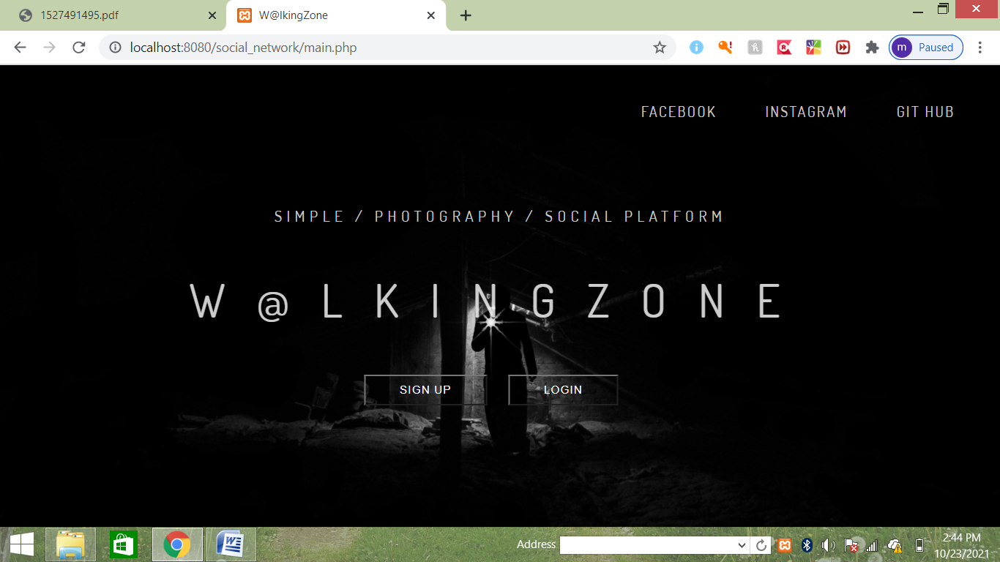 1527491495.pdf
W@lkingZone
localhost:8080/social_network/main.php
m Paused
FACEBOOK INSTAGRAM GIT HUB
SIMPLE / PHOTOGRAPHY / SOCIAL PLATFORM
W@LKINGZONE
SIGN UP LOGIN
Address
2:44 PM
10/23/2021